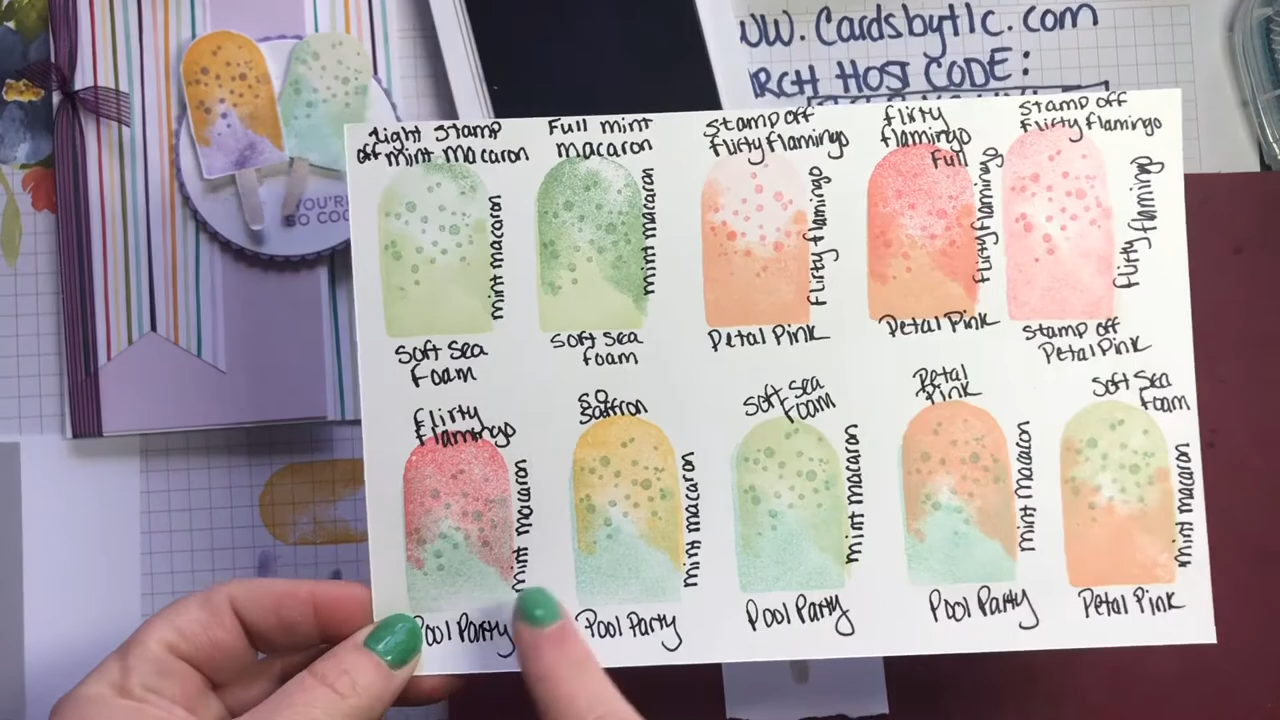 WW.Cardsbytlc.com
RCH HOST CODE:
YOU'RE
SO COO
Light Stamp
off mint Macaron
mint macaron
Soft Sea
Foam
Full mint
macaron
mint macaron
Soft Sea
foam
Stamp off
Flirty flamingo
flirty flamingo
Petal Pink
flirty
flamingo
Full
flirty flamingo
Petal Pink
Stamp off
Flirty flamingo
flirty flamingo
Stamp off
Petal Pink
flirty
flamingo
mint macaron
Pool Party
So
Saffron
mint macaron
Pool Party
Soft Sea
Foam
mint macaron
Pool Party
Petal
Pink
mint macaron
Pool Party
Soft Sea
Foam
mint macaron
Petal Pink